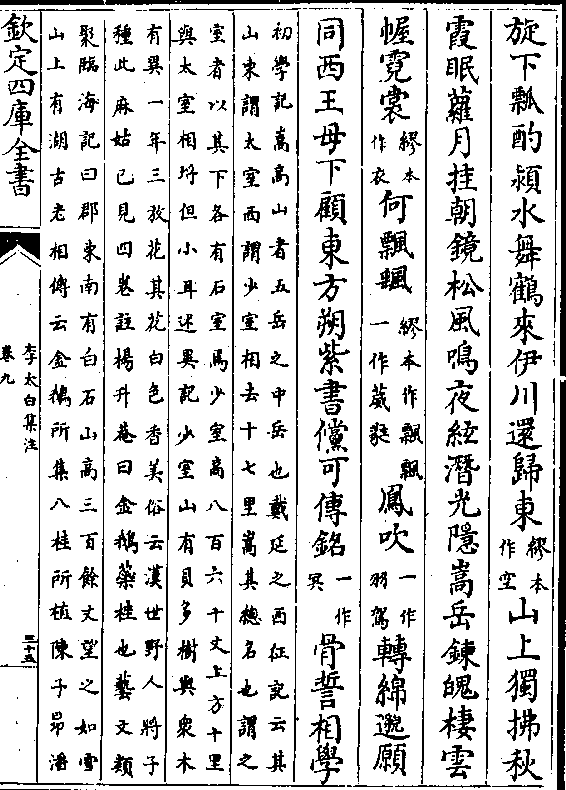 旋下瓢酌潁水舞鶴來伊川還歸東繆本作空山上獨拂秋
霞眠蘿月挂朝鏡松風鳴夜絃潛光隱嵩岳鍊魄棲雲
幄霓裳繆本作衣何飄颻繆本作飄飄一作葳蕤鳳吹一作羽駕轉綿邈願
同西王母下顧東方朔紫書儻可傳銘一作冥骨誓相學
初學記嵩高山者五岳之中岳也戴延之西征記云其
山東謂太室西謂少室相去十七里嵩其總名也謂之
室者以其下各有石室焉少室高八百六十丈上方十里
與太室相埒但小耳述異記少室山有貝多樹與衆木
有異一年三放花其花白色香美俗云漢世野人將子
種此麻姑已見四卷註楊升菴曰金鵝蘂桂也藝文類
聚臨海記曰郡東南有白石山高三百餘丈望之如雪
山上有湖古老相傳云金鵝所集八桂所植陳子昂潘
欽定四庫全書
李太白集注
卷九
三十五